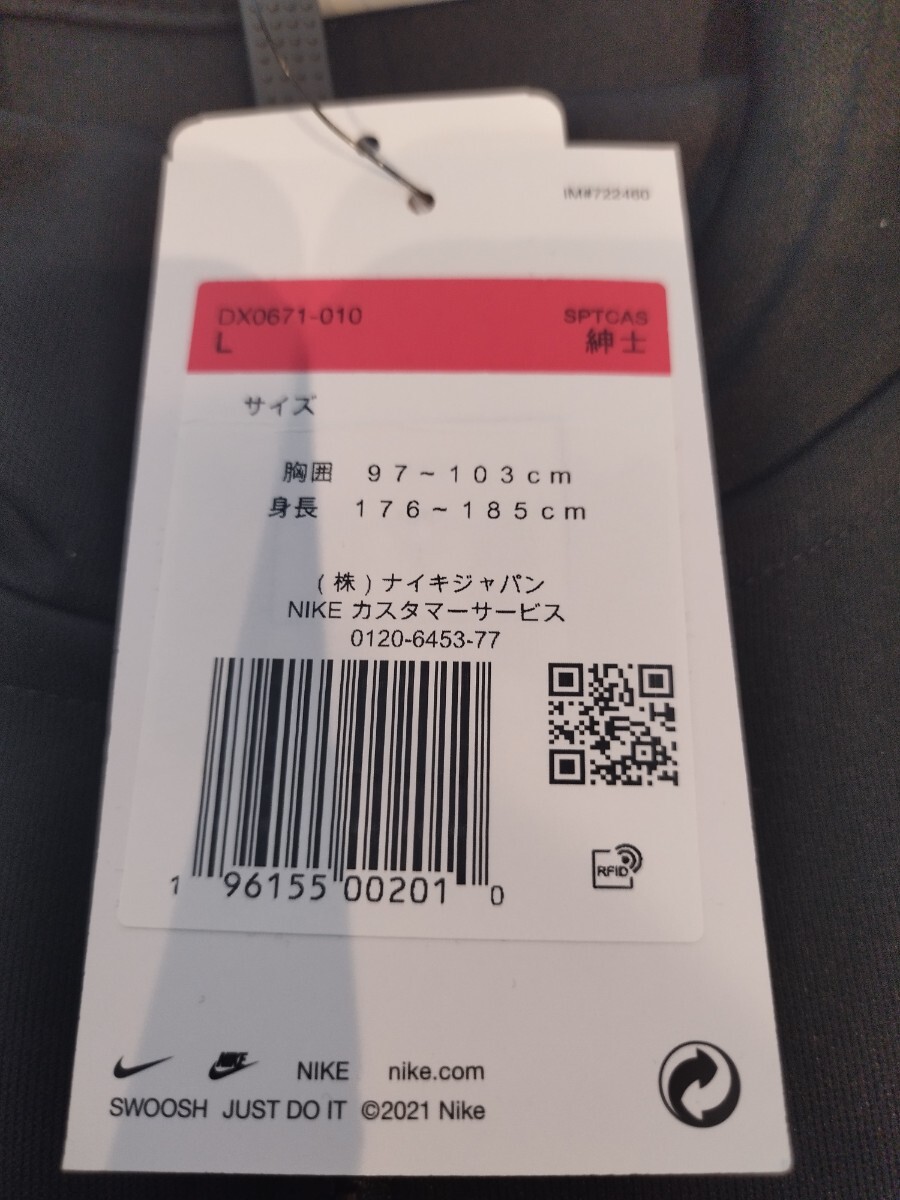 IM#722460
DX0671-010 SPTCAS
L 紳士
サイズ
胸囲 97~103cm
身長 176~185cm
(株)ナイキジャパン
NIKE カスタマーサービス
0120-6453-77
1 96155 00201 0
RFID
NIKE NIKE nike.com
SWOOSH JUST DO IT ©2021 Nike